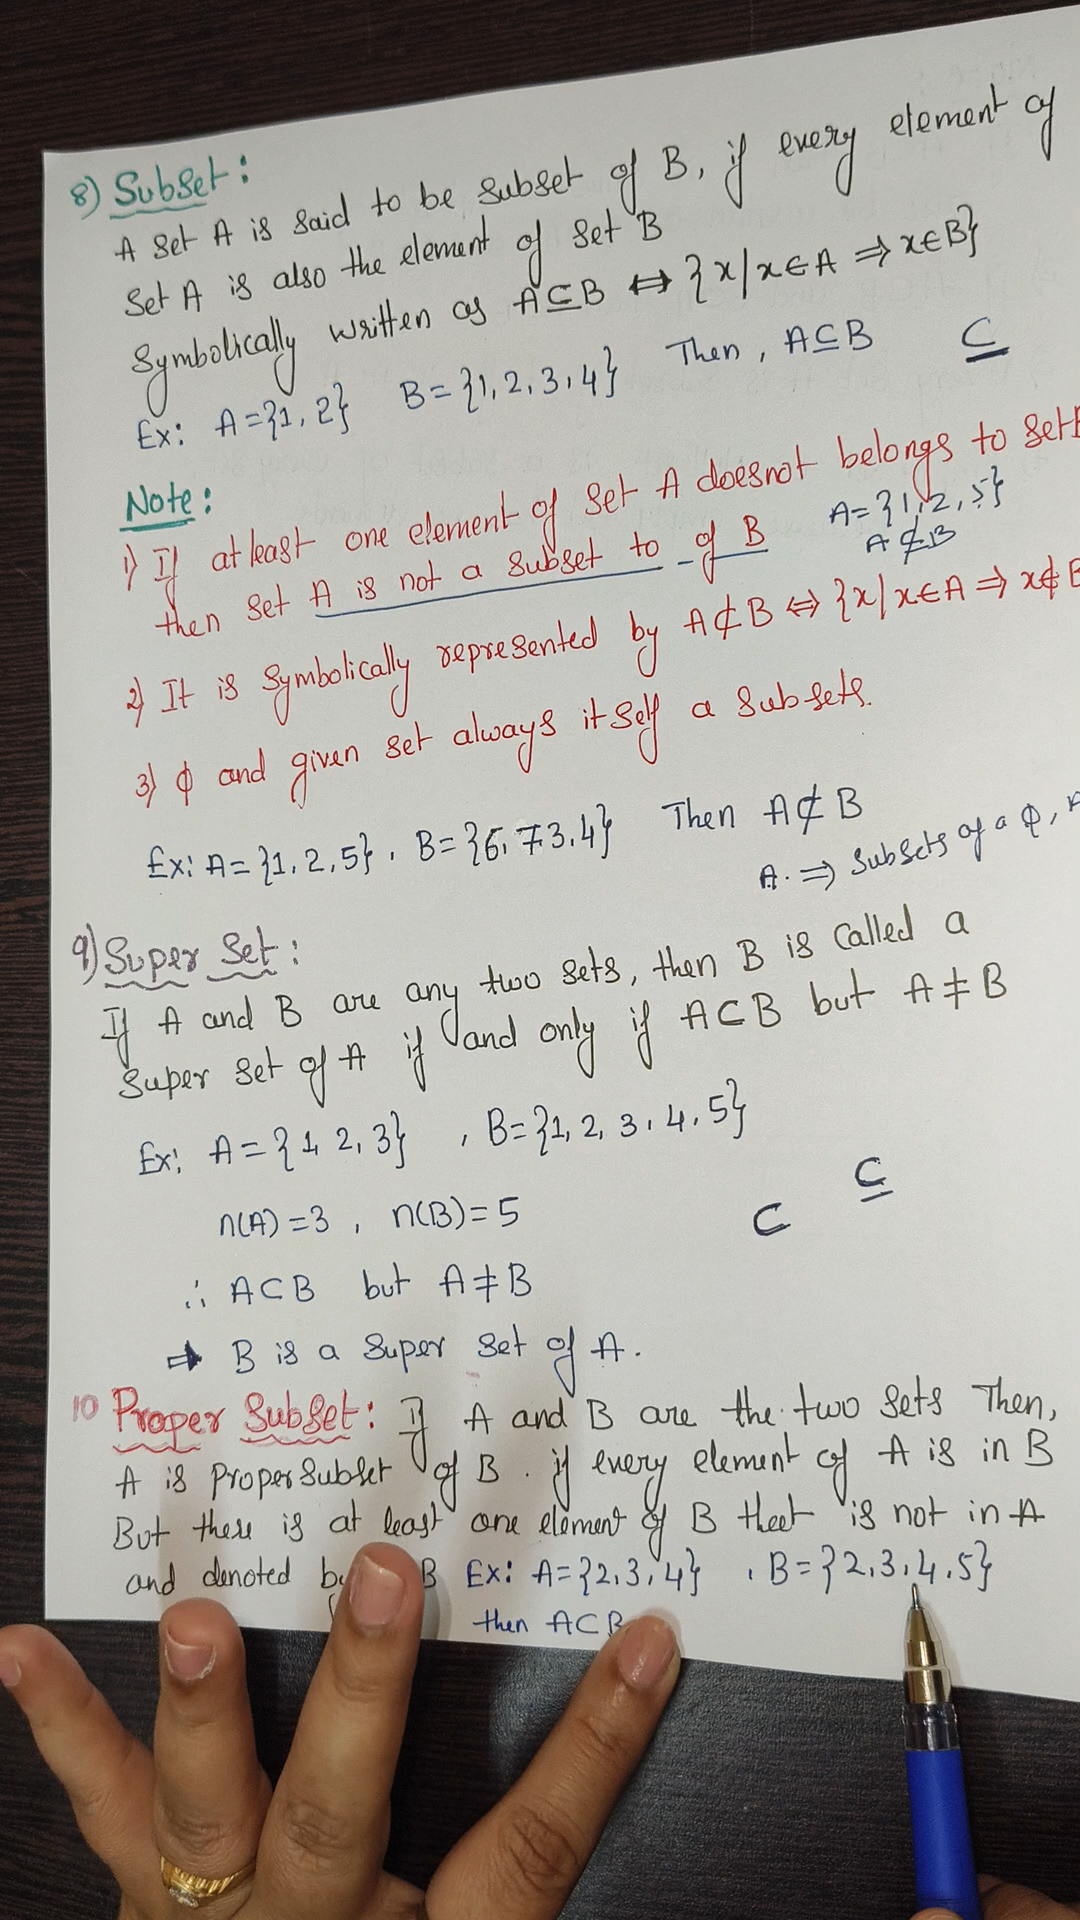 8) Subset:
A Set A is said to be Subset of B, if every element of
Set A is also the element of Set B
Symbolically written as A⊆B ⇔ {x/x∈A ⇒ x∈B}
Ex: A={1, 2} B={1, 2, 3, 4} Then, A⊆B ⊆
Note:
1) If at least one element of Set A doesnot belongs to Set B
then set A is not a Subset to - of B A={1, 2, 5}
A⊄B
2) It is Symbolically represented by A⊄B ⇔ {x/x∈A ⇒ x∉B
3) ϕ and given set always itself a Subsets.
Ex: A={1, 2, 5}, B={6, 7 3, 4} Then A⊄B
A. ⇒ Subsets of a ϕ, A
9) Super Set:
If A and B are any two sets, then B is Called a
Super Set of A if and only if A⊂B but A≠B
Ex: A={1, 2, 3}, B={1, 2, 3, 4, 5}
⊆
n(A)=3, n(B)=5 ⊂
∴ A⊂B but A≠B
⇒ B is a Super Set of A.
10 Proper Subset: If A and B are the two sets Then,
A is Proper Subset of B. if every element of A is in B
But there is at least one element of B that is not in A
and denoted B Ex: A={2, 3, 4}, B={2, 3, 4, 5}
then A⊂B